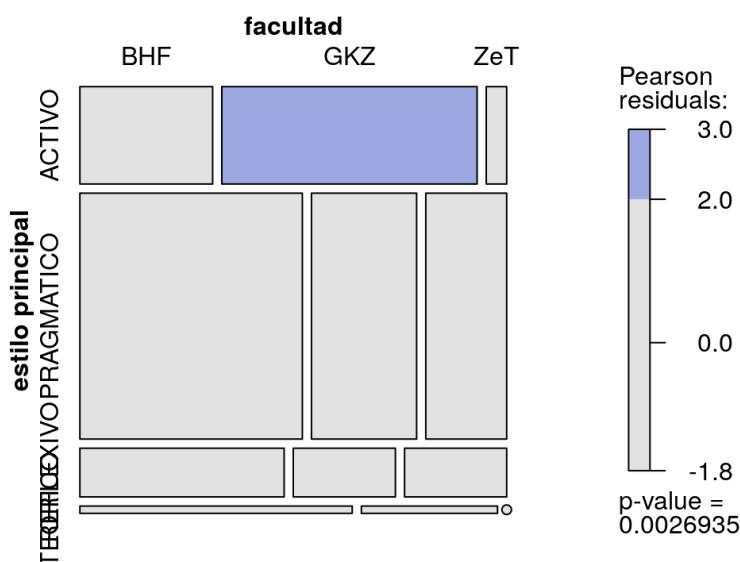 facultad
BHF GKZ ZeT
estilo principal
ACTIVO
PRAGMATICO
Pearson
residuals:
3.0
2.0
0.0
-1.8
p-value =
0.0026935